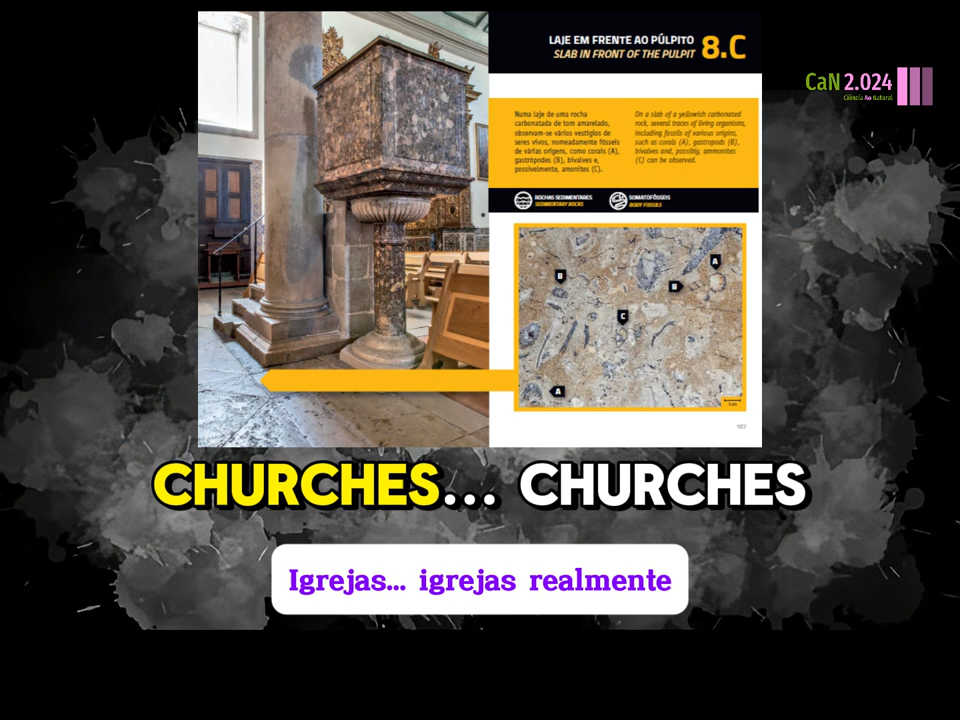 LAJE EM FRENTE AO PÚLPITO
SLAB IN FRONT OF THE PULPIT
8.C
CaN 2.024
Ciência Ao Natural
Numa laje de uma rocha
carbonatada de tom amarelado,
observam-se vários vestígios de
seres vivos, nomeadamente fósseis
de várias origens, como corais (A),
gastrópodes (B), bivalves e,
possivelmente, amonites (C).
On a slab of a yellowish carbonated
rock, several traces of living organisms,
including fossils of various origins,
such as corals (A), gastropods (B),
bivalves and, possibly, ammonites
(C) can be observed.
ROCHAS SEDIMENTARES
SEDIMENTARY ROCKS
SOMATOFÓSSEIS
BODY FOSSILS
A
B
B
C
A
CHURCHES... CHURCHES
Igrejas... igrejas realmente